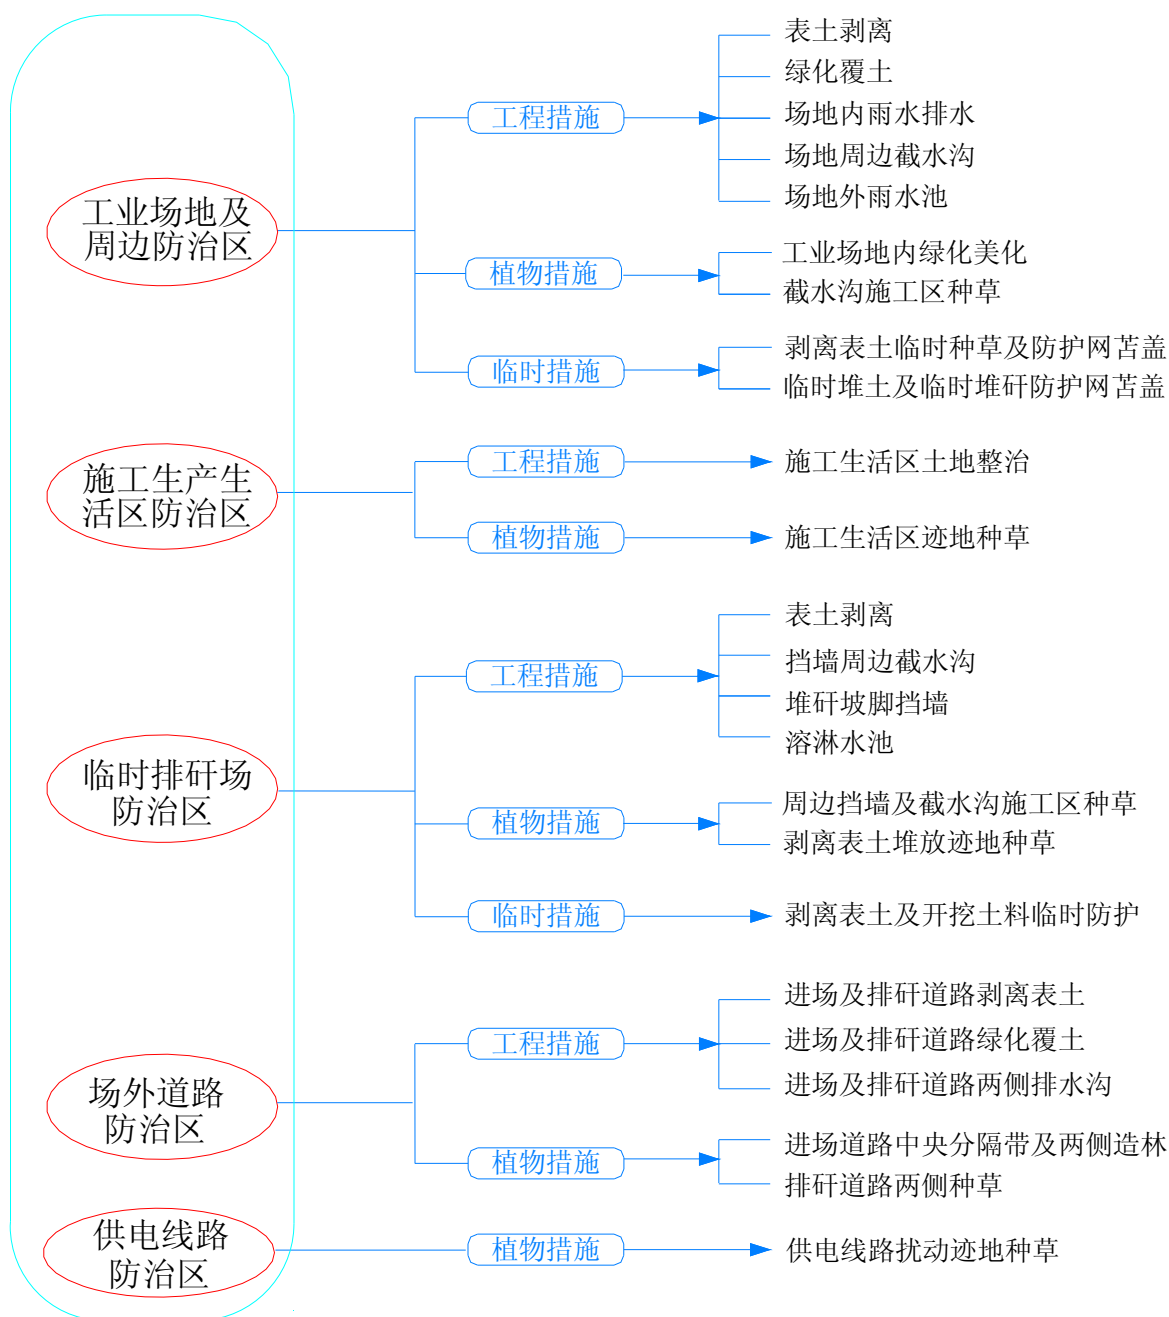 工业场地及
周边防治区
工程措施
表土剥离
绿化覆土
场地内雨水排水
场地周边截水沟
场地外雨水池
植物措施
工业场地内绿化美化
截水沟施工区种草
临时措施
剥离表土临时种草及防护网苫盖
临时堆土及临时堆矸防护网苫盖
施工生产生
活区防治区
工程措施
施工生活区土地整治
植物措施
施工生活区迹地种草
临时排矸场
防治区
工程措施
表土剥离
挡墙周边截水沟
堆矸坡脚挡墙
溶淋水池
植物措施
周边挡墙及截水沟施工区种草
剥离表土堆放迹地种草
临时措施
剥离表土及开挖土料临时防护
场外道路
防治区
工程措施
进场及排矸道路剥离表土
进场及排矸道路绿化覆土
进场及排矸道路两侧排水沟
植物措施
进场道路中央分隔带及两侧造林
排矸道路两侧种草
供电线路
防治区
植物措施
供电线路扰动迹地种草